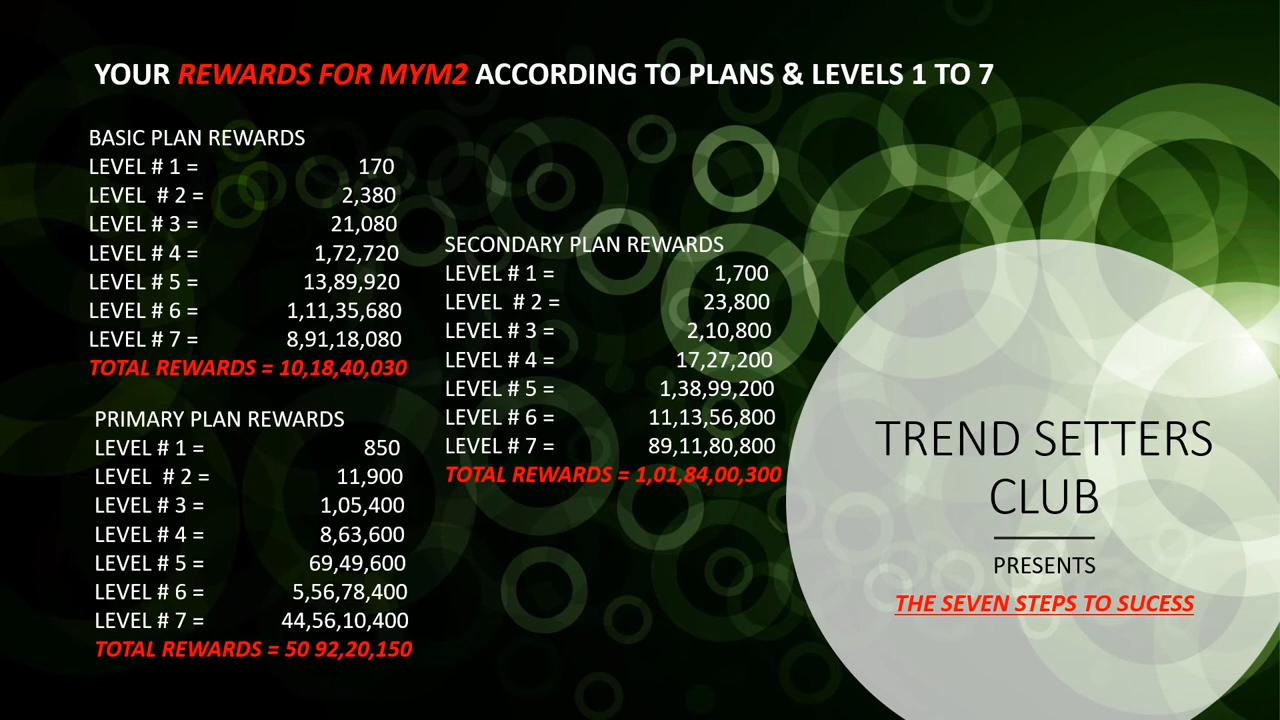 YOUR REWARDS FOR MYM2 ACCORDING TO PLANS & LEVELS 1 TO 7
BASIC PLAN REWARDS
LEVEL # 1 = 170
LEVEL # 2 = 2,380
LEVEL # 3 = 21,080
LEVEL # 4 = 1,72,720
LEVEL # 5 = 13,89,920
LEVEL # 6 = 1,11,35,680
LEVEL # 7 = 8,91,18,080
TOTAL REWARDS = 10,18,40,030
PRIMARY PLAN REWARDS
LEVEL # 1 = 850
LEVEL # 2 = 11,900
LEVEL # 3 = 1,05,400
LEVEL # 4 = 8,63,600
LEVEL # 5 = 69,49,600
LEVEL # 6 = 5,56,78,400
LEVEL # 7 = 44,56,10,400
TOTAL REWARDS = 50 92,20,150
SECONDARY PLAN REWARDS
LEVEL # 1 = 1,700
LEVEL # 2 = 23,800
LEVEL # 3 = 2,10,800
LEVEL # 4 = 17,27,200
LEVEL # 5 = 1,38,99,200
LEVEL # 6 = 11,13,56,800
LEVEL # 7 = 89,11,80,800
TOTAL REWARDS = 1,01,84,00,300
TREND SETTERS
CLUB
PRESENTS
THE SEVEN STEPS TO SUCESS